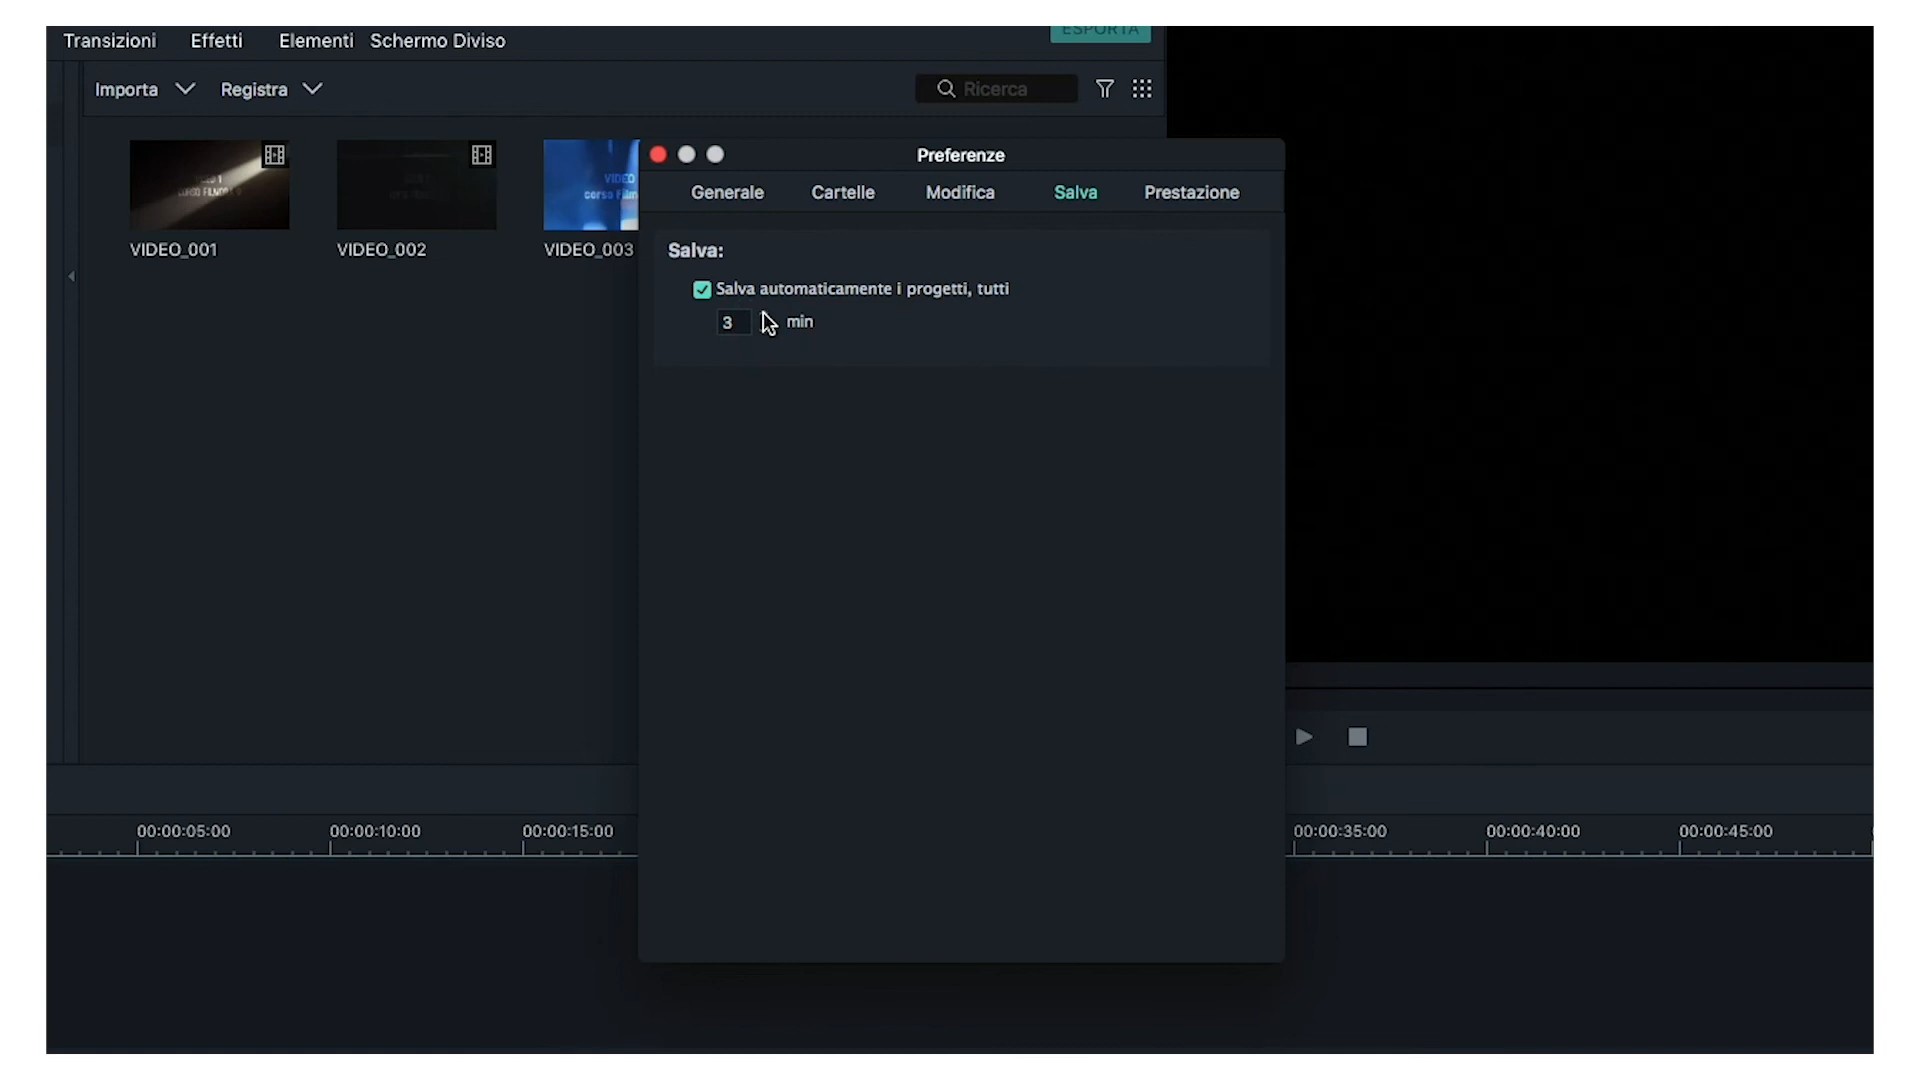 Transizioni Effetti Elementi Schermo Diviso ESPORTA
Importa Registra Ricerca
VIDEO_001 VIDEO_002 VIDEO_003
Preferenze
Generale Cartelle Modifica Salva Prestazione
Salva:
Salva automaticamente i progetti, tutti
3 min
00:00:05:00 00:00:10:00 00:00:15:00 00:00:35:00 00:00:40:00 00:00:45:00